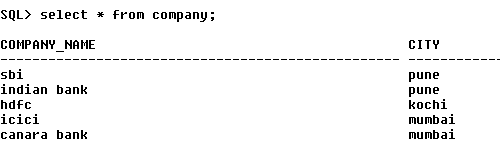 SQL> select * from company;
COMPANY_NAME CITY
-------------------------------------------------- ------------
sbi pune
indian bank pune
hdfc kochi
icici mumbai
canara bank mumbai